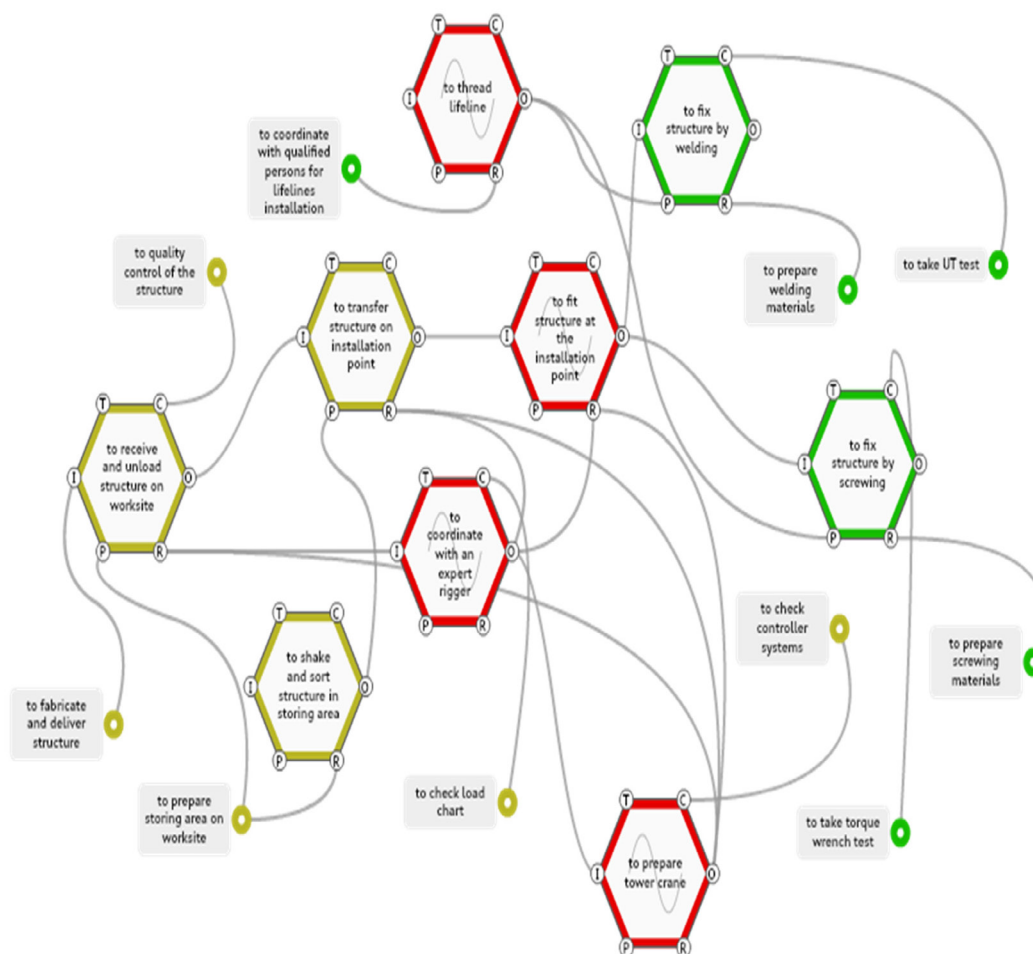 T
C
to thread
lifeline
I
O
P
R
T
C
to fix
structure by
welding
I
O
P
R
to coordinate
with qualified
persons for
lifelines
installation
to quality
control of the
structure
T
C
to transfer
structure on
installation
point
I
O
P
R
T
C
to fit
structure at
the
installation
point
I
O
P
R
to prepare
welding
materials
to take UT test
T
C
to receive
and unload
structure on
worksite
I
O
P
R
T
C
to fix
structure by
screwing
I
O
P
R
T
C
to
coordinate
with an
expert
rigger
I
O
P
R
T
C
to shake
and sort
structure in
storing area
I
O
P
R
to check
controller
systems
to prepare
screwing
materials
to fabricate
and deliver
structure
to prepare
storing area on
worksite
to check load
chart
to take torque
wrench test
T
C
to prepare
tower crane
I
O
P
R